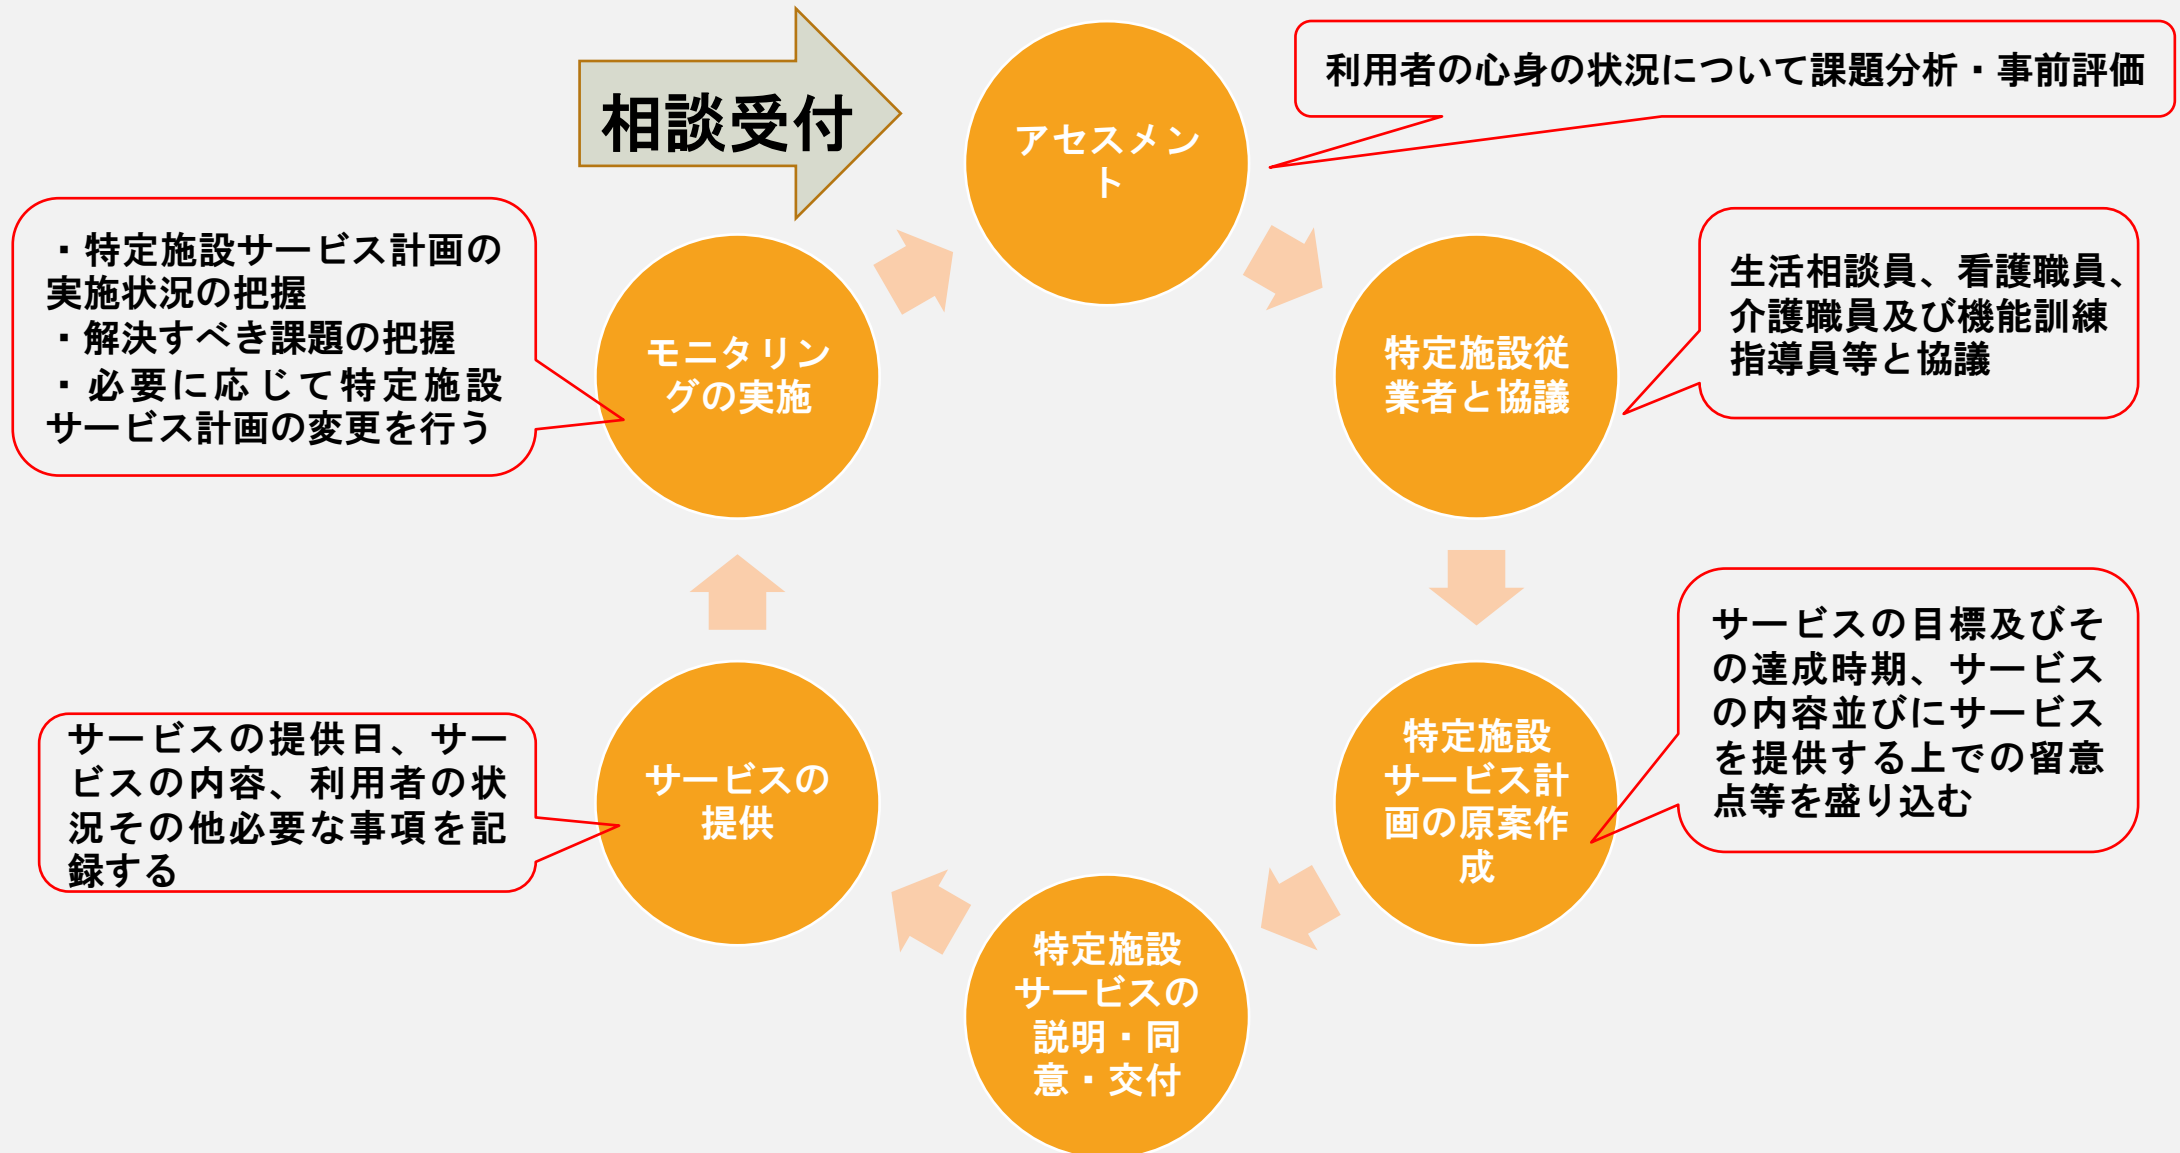 相談受付
アセスメン
ト
利用者の心身の状況について課題分析・事前評価
特定施設従
業者と協議
生活相談員、看護職員、
介護職員及び機能訓練
指導員等と協議
特定施設
サービス計
画の原案作
成
サービスの目標及びそ
の達成時期、サービス
の内容並びにサービス
を提供する上での留意
点等を盛り込む
特定施設
サービスの
説明・同
意・交付
サービスの
提供
サービスの提供日、サー
ビスの内容、利用者の状
況その他必要な事項を記
録する
モニタリン
グの実施
・特定施設サービス計画の
実施状況の把握
・解決すべき課題の把握
・必要に応じて特定施設
サービス計画の変更を行う